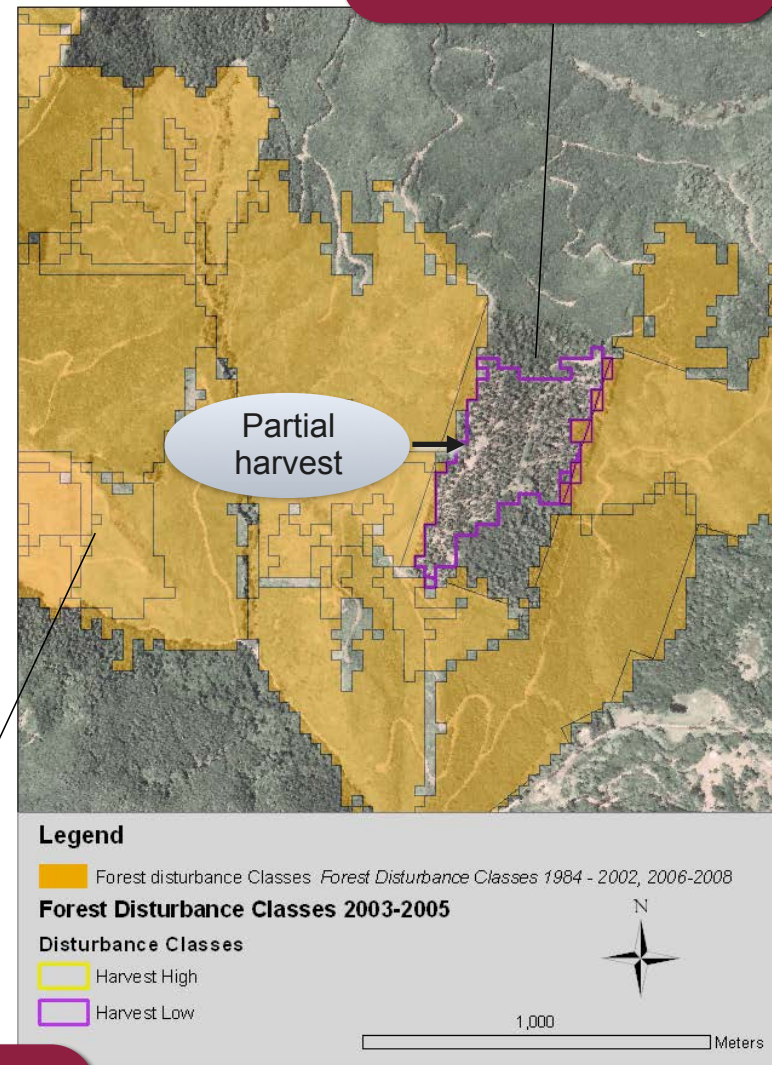 Partial
harvest
Legend
Forest disturbance Classes Forest Disturbance Classes 1984 - 2002, 2006-2008
Forest Disturbance Classes 2003-2005
N
Disturbance Classes
Harvest High
Harvest Low
1,000
Meters